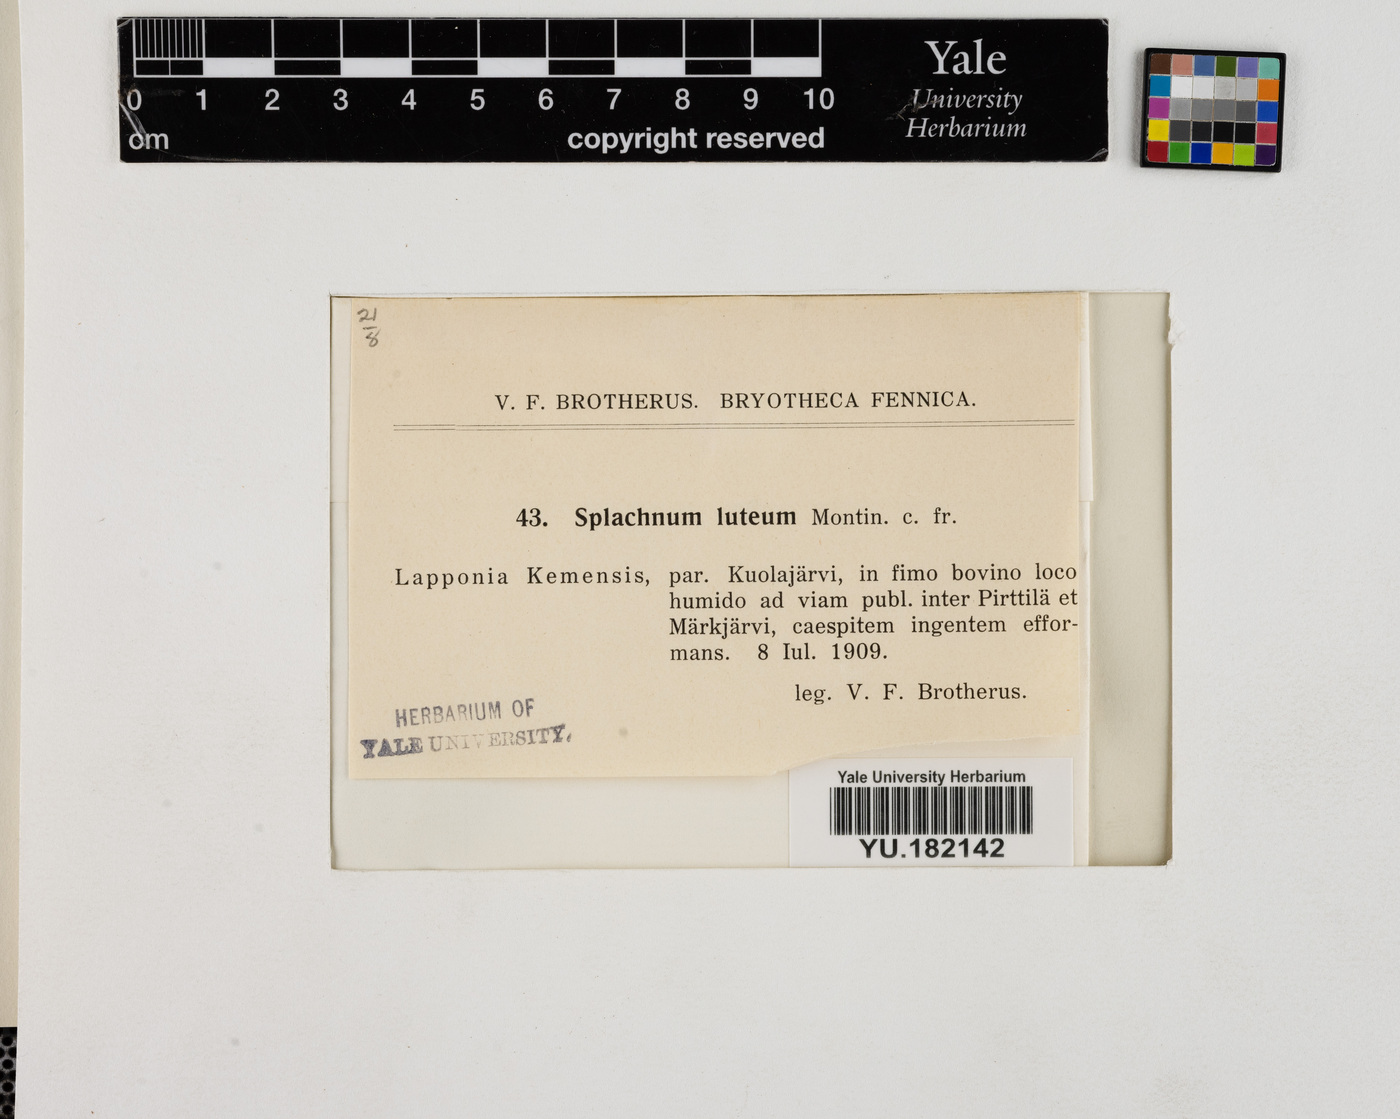 0 1 2 3 4 5 6 7 8 9 10
cm
copyright reserved
Yale
University
Herbarium
21
8
V. F. BROTHERUS. BRYOTHECA FENNICA.
43. Splachnum luteum Montin. c. fr.
Lapponia Kemensis, par. Kuolajärvi, in fimo bovino loco
humido ad viam publ. inter Pirttilä et
Märkjärvi, caespitem ingentem effor-
mans. 8 Iul. 1909.
leg. V. F. Brotherus.
HERBARIUM OF
YALE UNIVERSITY.
Yale University Herbarium
YU.182142